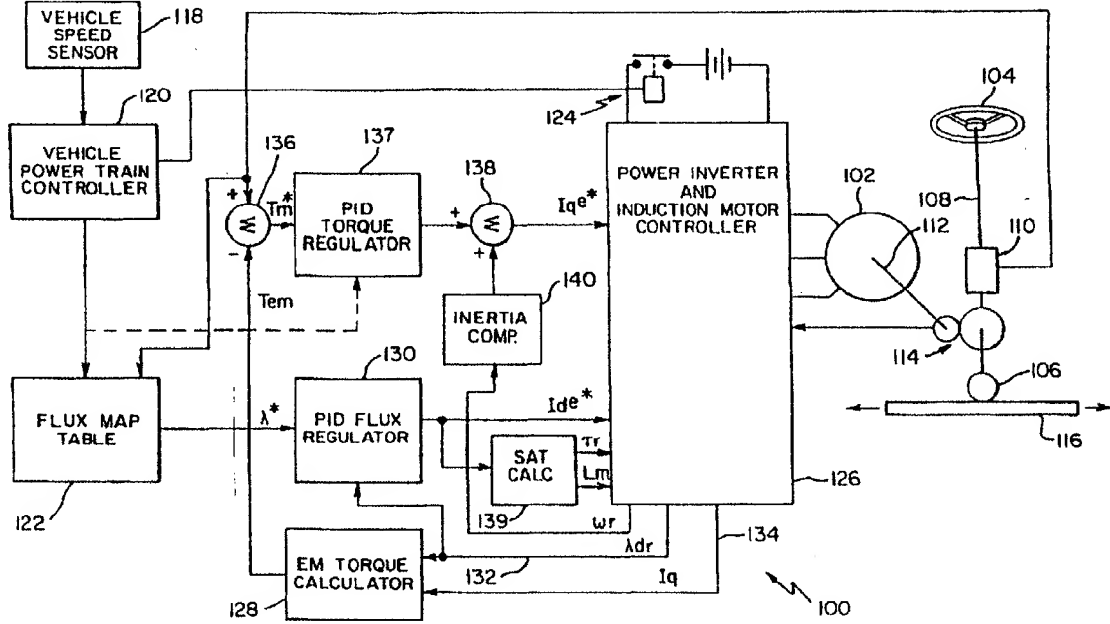 VEHICLE
SPEED
SENSOR
118
120
VEHICLE
POWER TRAIN
CONTROLLER
124
104
136
137
138
+
Tm*
W
−
PID
TORQUE
REGULATOR
+
W
+
Iqe*
POWER INVERTER
AND
INDUCTION MOTOR
CONTROLLER
102
108
112
110
Tem
140
INERTIA
COMP.
114
106
130
FLUX MAP
TABLE
λ*
PID FLUX
REGULATOR
Ide*
116
SAT
CALC
τr
Lm
126
122
139
ωr
134
EM TORQUE
CALCULATOR
λdr
132
Iq
128
100